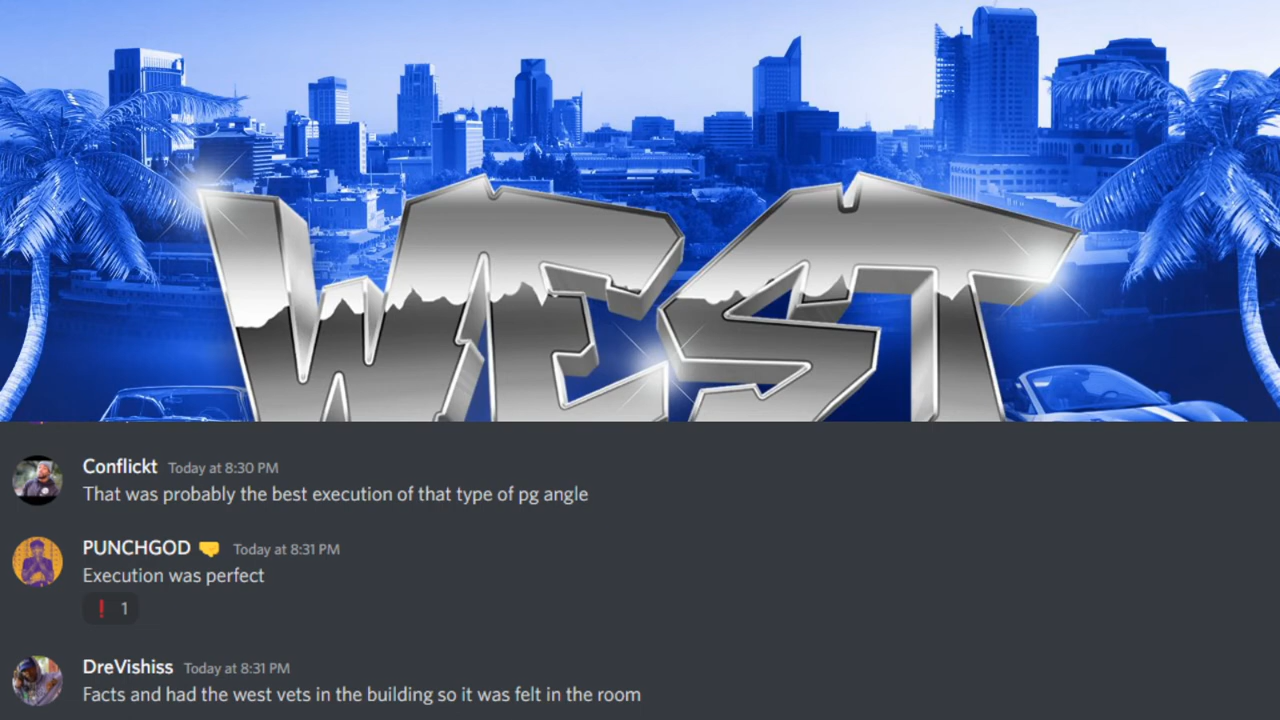 WEST
Conflickt Today at 8:30 PM
That was probably the best execution of that type of pg angle
PUNCHGOD 🤜 Today at 8:31 PM
Execution was perfect
❗ 1
DreVishiss Today at 8:31 PM
Facts and had the west vets in the building so it was felt in the room